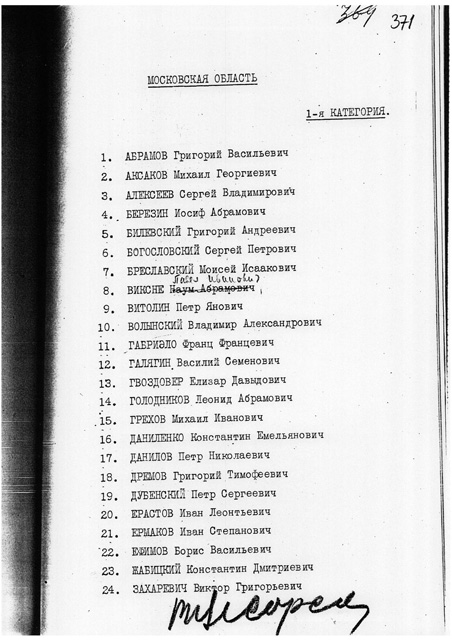 369 371
МОСКОВСКАЯ ОБЛАСТЬ
1-я КАТЕГОРИЯ.
1. АБРАМОВ Григорий Васильевич
2. АКСАКОВ Михаил Георгиевич
3. АЛЕКСЕЕВ Сергей Владимирович
4. БЕРЕЗИН Иосиф Абрамович
5. БИЛЕВСКИЙ Григорий Андреевич
6. БОГОСЛОВСКИЙ Сергей Петрович
7. БРЕСЛАВСКИЙ Моисей Исаакович
Павел Иванович
8. ВИКСНЕ Наум Абрамович
9. ВИТОЛИН Петр Янович
10. ВОЛЫНСКИЙ Владимир Александрович
11. ГАБРИЭЛО Франц Францевич
12. ГАЛЯГИН Василий Семенович
13. ГВОЗДОВЕР Елизар Давыдович
14. ГОЛОДНИКОВ Леонид Абрамович
15. ГРЕХОВ Михаил Иванович
16. ДАНИЛЕНКО Константин Емельянович
17. ДАНИЛОВ Петр Николаевич
18. ДРЕМОВ Григорий Тимофеевич
19. ДУБЕНСКИЙ Петр Сергеевич
20. ЕРАСТОВ Иван Леонтьевич
21. ЕРМАКОВ Иван Степанович
22. ЕФИМОВ Борис Васильевич
23. ЖАБИЦКИЙ Константин Дмитриевич
24. ЗАХАРЕВИЧ Виктор Григорьевич